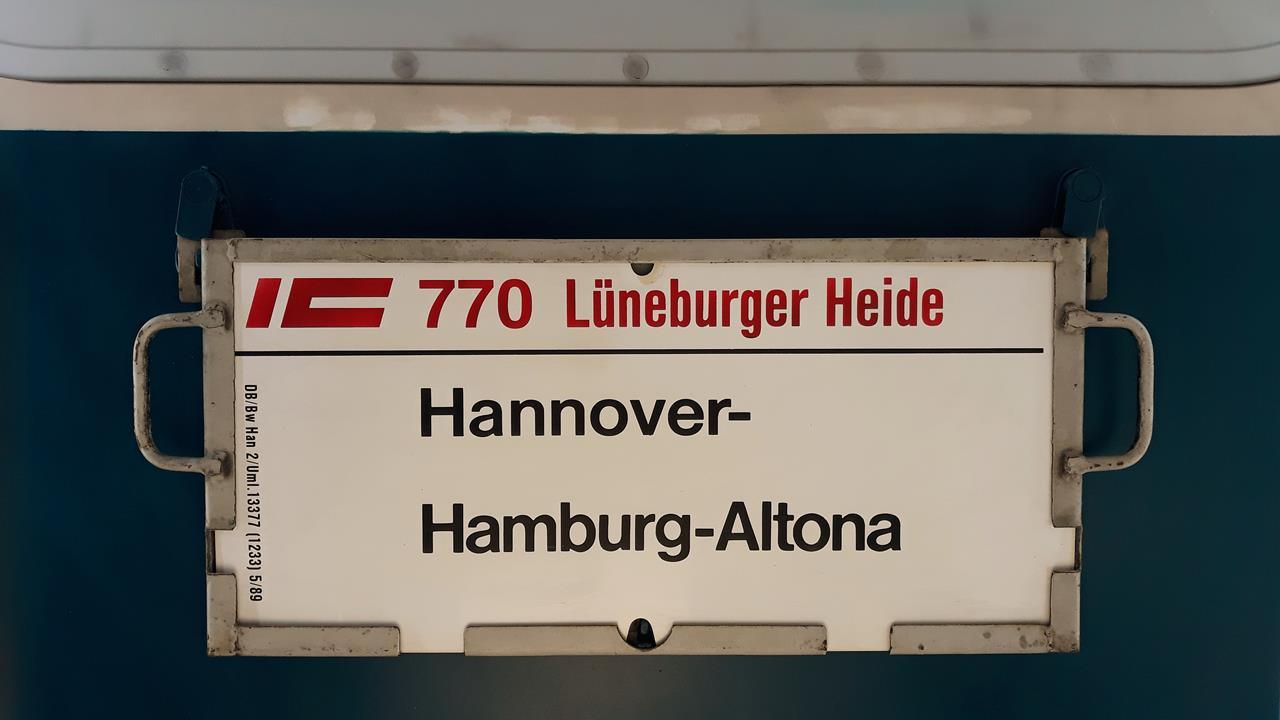 IC 770 Lüneburger Heide
Hannover-
Hamburg-Altona
DB/Bw Han 2/Uml. 13377 (1233) 5/89